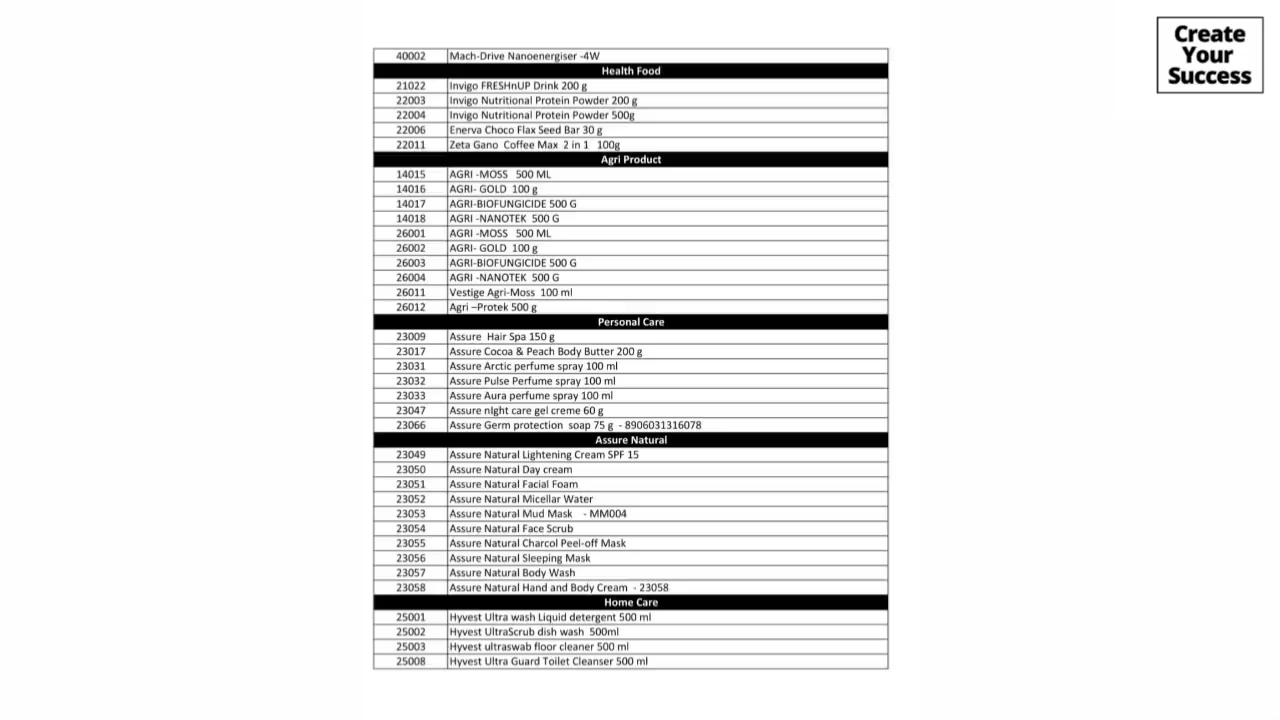 Create
Your
Success
40002 Mach-Drive Nanoenergiser -4W
Health Food
21022 Invigo FRESHnUP Drink 200 g
22003 Invigo Nutritional Protein Powder 200 g
22004 Invigo Nutritional Protein Powder 500g
22006 Enerva Choco Flax Seed Bar 30 g
22011 Zeta Gano Coffee Max 2 in 1 100g
Agri Product
14015 AGRI -MOSS 500 ML
14016 AGRI- GOLD 100 g
14017 AGRI-BIOFUNGICIDE 500 G
14018 AGRI -NANOTEK 500 G
26001 AGRI -MOSS 500 ML
26002 AGRI- GOLD 100 g
26003 AGRI-BIOFUNGICIDE 500 G
26004 AGRI -NANOTEK 500 G
26011 Vestige Agri-Moss 100 ml
26012 Agri –Protek 500 g
Personal Care
23009 Assure Hair Spa 150 g
23017 Assure Cocoa & Peach Body Butter 200 g
23031 Assure Arctic perfume spray 100 ml
23032 Assure Pulse Perfume spray 100 ml
23033 Assure Aura perfume spray 100 ml
23047 Assure nIght care gel creme 60 g
23066 Assure Germ protection soap 75 g - 8906031316078
Assure Natural
23049 Assure Natural Lightening Cream SPF 15
23050 Assure Natural Day cream
23051 Assure Natural Facial Foam
23052 Assure Natural Micellar Water
23053 Assure Natural Mud Mask - MM004
23054 Assure Natural Face Scrub
23055 Assure Natural Charcol Peel-off Mask
23056 Assure Natural Sleeping Mask
23057 Assure Natural Body Wash
23058 Assure Natural Hand and Body Cream - 23058
Home Care
25001 Hyvest Ultra wash Liquid detergent 500 ml
25002 Hyvest UltraScrub dish wash 500ml
25003 Hyvest ultraswab floor cleaner 500 ml
25008 Hyvest Ultra Guard Toilet Cleanser 500 ml